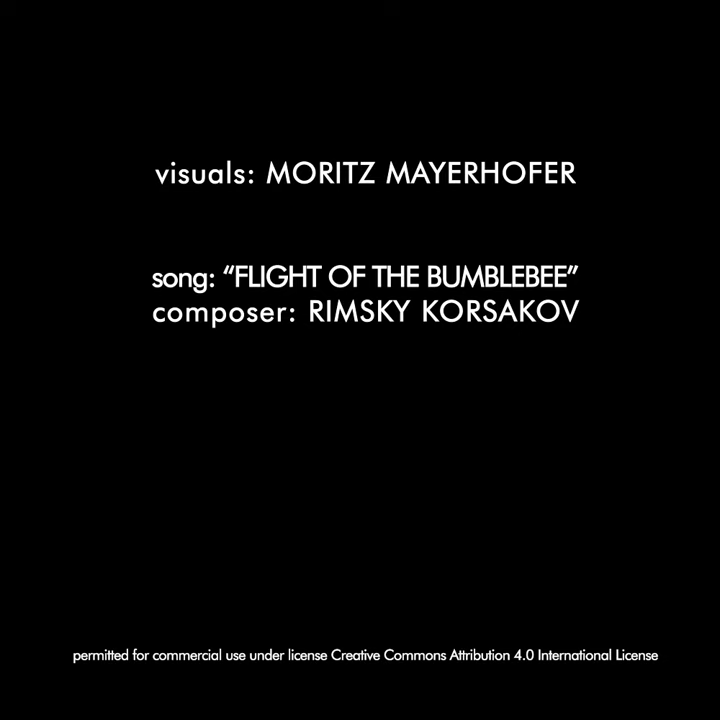 visuals: MORITZ MAYERHOFER
song: “FLIGHT OF THE BUMBLEBEE”
composer: RIMSKY KORSAKOV
permitted for commercial use under license Creative Commons Attribution 4.0 International License